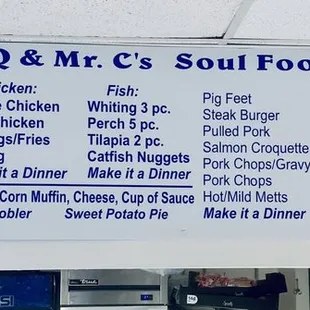 Q & Mr. C's Soul Foo
icken:
e Chicken
hicken
gs/Fries
g
it a Dinner
Fish:
Whiting 3 pc.
Perch 5 pc.
Tilapia 2 pc.
Catfish Nuggets
Make it a Dinner
Pig Feet
Steak Burger
Pulled Pork
Salmon Croquette
Pork Chops/Gravy
Pork Chops
Hot/Mild Metts
Make it a Dinner
Corn Muffin, Cheese, Cup of Sauce
obler Sweet Potato Pie